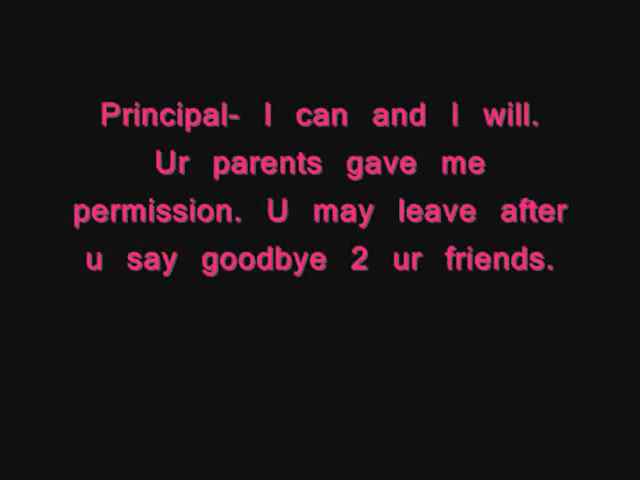 Principal- I can and I will.
Ur parents gave me
permission. U may leave after
u say goodbye 2 ur friends.